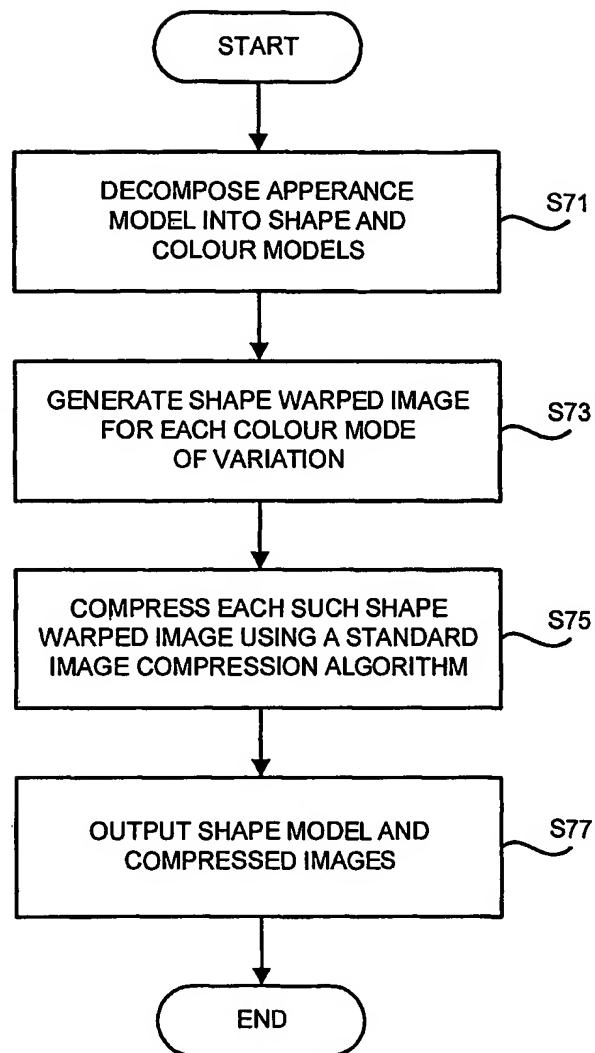 START
DECOMPOSE APPERANCE
MODEL INTO SHAPE AND
COLOUR MODELS
S71
GENERATE SHAPE WARPED IMAGE
FOR EACH COLOUR MODE
OF VARIATION
S73
COMPRESS EACH SUCH SHAPE
WARPED IMAGE USING A STANDARD
IMAGE COMPRESSION ALGORITHM
S75
OUTPUT SHAPE MODEL AND
COMPRESSED IMAGES
S77
END